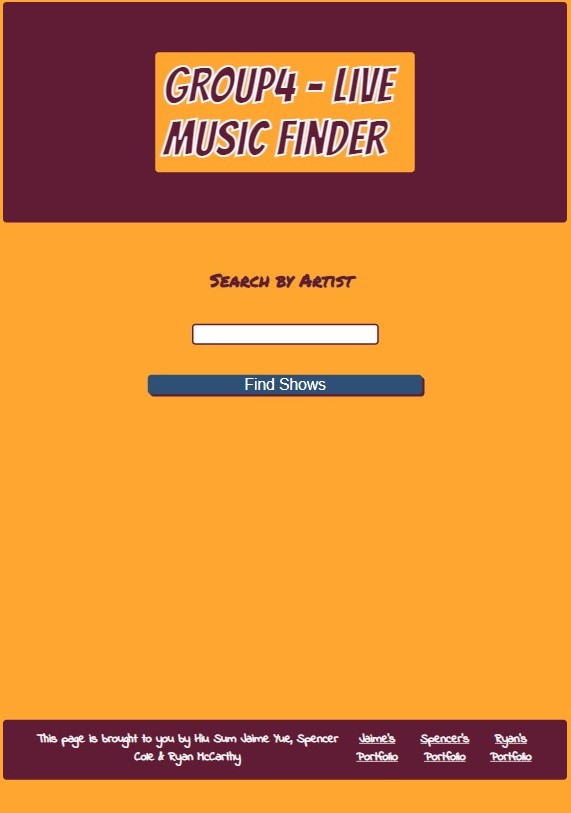 GROUP4 - LIVE
MUSIC FINDER
Search by Artist
Find Shows
This page is brought to you by Hiu Sum Jaime Yue, Spencer
Cole & Ryan McCarthy
Jaime's
Portfolio
Spencer's
Portfolio
Ryan's
Portfolio